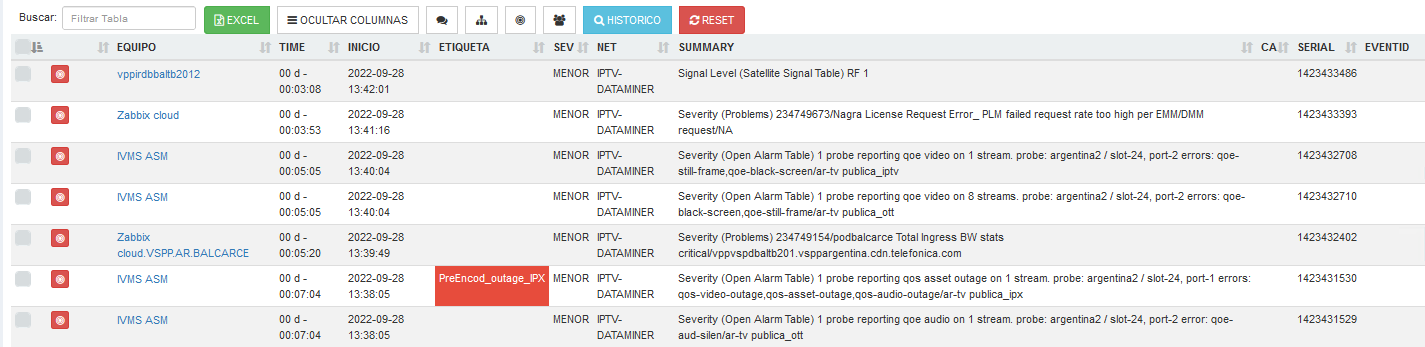 Buscar: Filtrar Tabla EXCEL OCULTAR COLUMNAS HISTORICO RESET
EQUIPO TIME INICIO ETIQUETA SEV NET SUMMARY CA SERIAL EVENTID
vppirdbbaltb2012 00 d - 2022-09-28 MENOR IPTV- Signal Level (Satellite Signal Table) RF 1 1423433486
00:03:08 13:42:01 DATAMINER
Zabbix cloud 00 d - 2022-09-28 MENOR IPTV- Severity (Problems) 234749673/Nagra License Request Error_ PLM failed request rate too high per EMM/DMM 1423433393
00:03:53 13:41:16 DATAMINER request/NA
IVMS ASM 00 d - 2022-09-28 MENOR IPTV- Severity (Open Alarm Table) 1 probe reporting qoe video on 1 stream. probe: argentina2 / slot-24, port-2 errors: qoe- 1423432708
00:05:05 13:40:04 DATAMINER still-frame,qoe-black-screen/ar-tv publica_iptv
IVMS ASM 00 d - 2022-09-28 MENOR IPTV- Severity (Open Alarm Table) 1 probe reporting qoe video on 8 streams. probe: argentina2 / slot-24, port-2 errors: qoe- 1423432710
00:05:05 13:40:04 DATAMINER black-screen,qoe-still-frame/ar-tv publica_ott
Zabbix 00 d - 2022-09-28 MENOR IPTV- Severity (Problems) 234749154/podbalcarce Total Ingress BW stats 1423432402
cloud.VSPP.AR.BALCARCE 00:05:20 13:39:49 DATAMINER critical/vppvspdbaltb201.vsppargentina.cdn.telefonica.com
IVMS ASM 00 d - 2022-09-28 PreEncod_outage_IPX MENOR IPTV- Severity (Open Alarm Table) 1 probe reporting qos asset outage on 1 stream. probe: argentina2 / slot-24, port-1 errors: 1423431530
00:07:04 13:38:05 DATAMINER qos-video-outage,qos-asset-outage,qos-audio-outage/ar-tv publica_ipx
IVMS ASM 00 d - 2022-09-28 MENOR IPTV- Severity (Open Alarm Table) 1 probe reporting qoe audio on 1 stream. probe: argentina2 / slot-24, port-2 error: qoe- 1423431529
00:07:04 13:38:05 DATAMINER aud-silen/ar-tv publica_ott